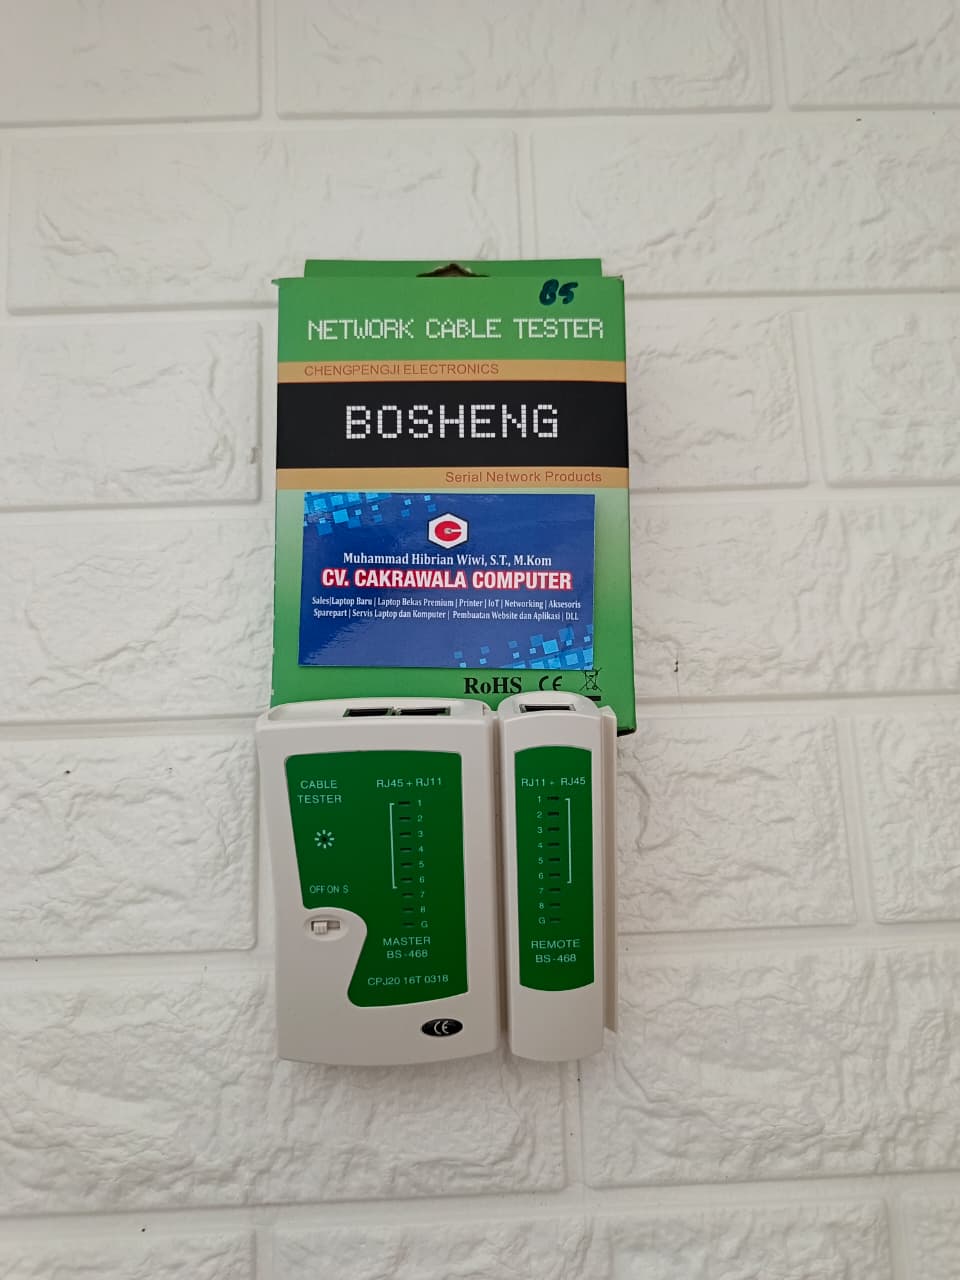 B5
NETWORK CABLE TESTER
CHENGPENGJI ELECTRONICS
BOSHENG
Serial Network Products
Muhammad Hibrian Wiwi, S.T., M.Kom
CV. CAKRAWALA COMPUTER
Sales|Laptop Baru | Laptop Bekas Premium | Printer | IoT | Networking | Aksesoris
Sparepart | Servis Laptop dan Komputer | Pembuatan Website dan Aplikasi | DLL
RoHS CE
CABLE
TESTER
RJ45 + RJ11
1
2
3
4
5
6
7
8
G
OFF ON S
MASTER
BS-468
CPJ20 16T 0318
CE
RJ11 + RJ45
1
2
3
4
5
6
7
8
G
REMOTE
BS-468